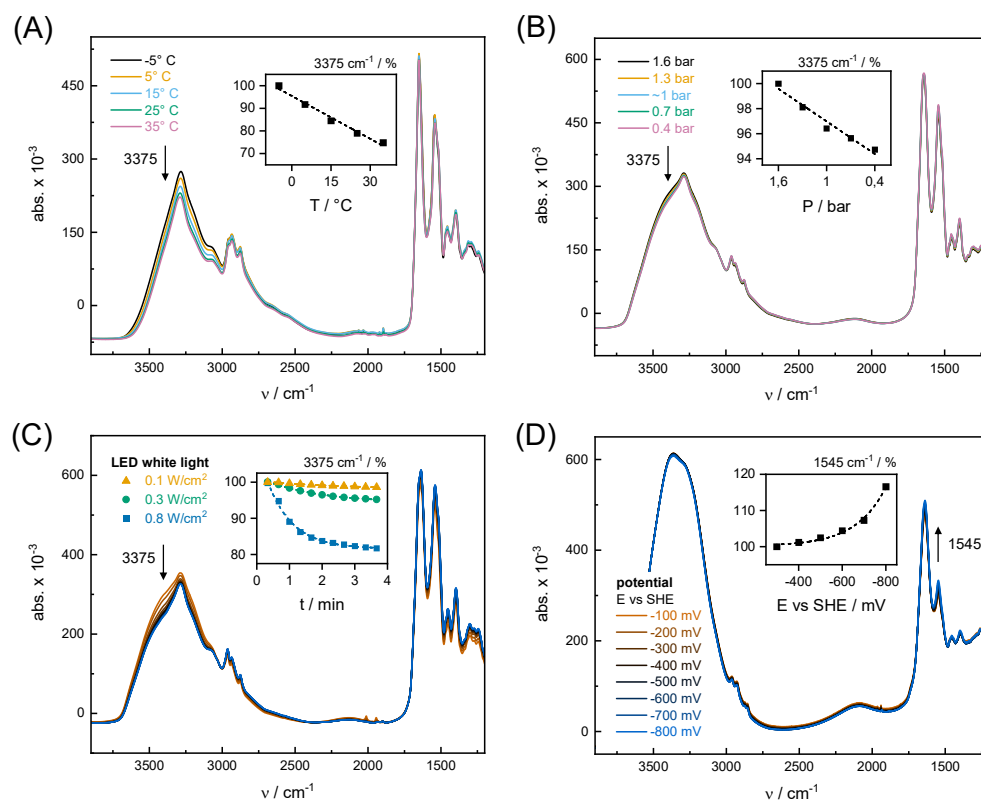 (A)
-5° C
5° C
15° C
25° C
35° C
3375
3375 cm-1 / %
100
90
80
70
0
15
30
T / °C
abs. x 10-3
450
300
150
0
3500
3000
2500
2000
1500
ν / cm-1
(B)
1.6 bar
1.3 bar
~1 bar
0.7 bar
0.4 bar
3375
3375 cm-1 / %
100
98
96
94
1,6
1
0,4
P / bar
abs. x 10-3
600
450
300
150
0
3500
3000
2500
2000
1500
ν / cm-1
(C)
LED white light
0.1 W/cm2
0.3 W/cm2
0.8 W/cm2
3375
3375 cm-1 / %
100
90
80
0
1
2
3
4
t / min
abs. x 10-3
600
400
200
0
3500
3000
2500
2000
1500
ν / cm-1
(D)
1545 cm-1 / %
120
110
100
-400
-600
-800
E vs SHE / mV
1545
potential
E vs SHE
-100 mV
-200 mV
-300 mV
-400 mV
-500 mV
-600 mV
-700 mV
-800 mV
abs. x 10-3
600
400
200
0
3500
3000
2500
2000
1500
ν / cm-1